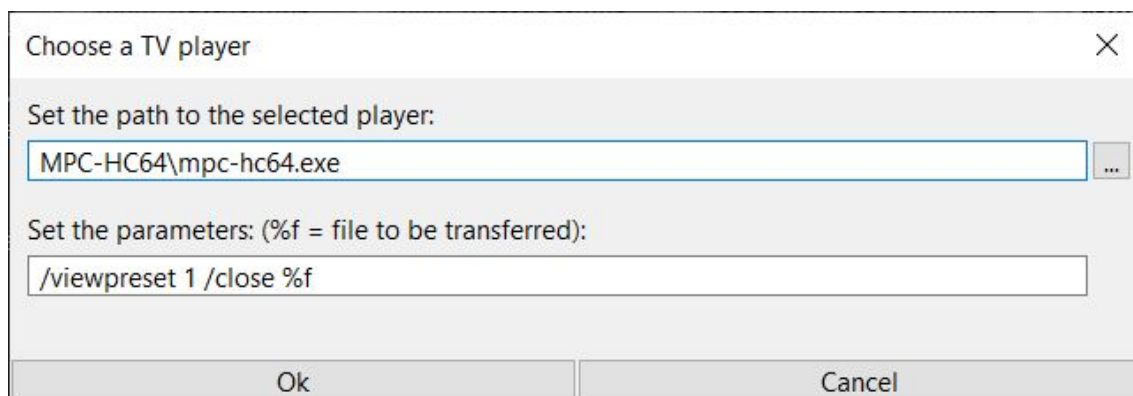 Choose a TV player
Set the path to the selected player:
MPC-HC64\mpc-hc64.exe
...
Set the parameters: (%f = file to be transferred):
/viewpreset 1 /close %f
Ok
Cancel